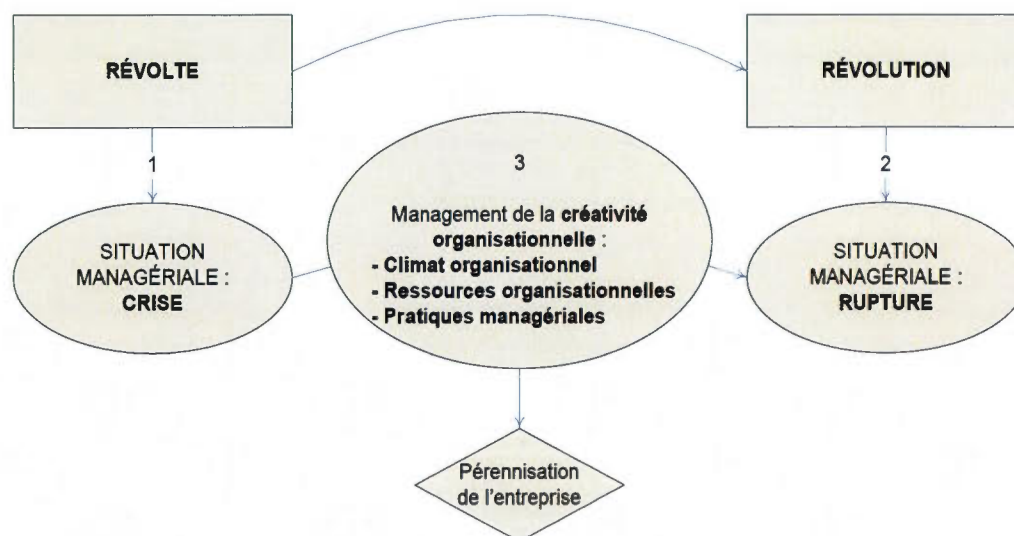 RÉVOLTE
RÉVOLUTION
1
2
3
Management de la créativité
organisationnelle :
- Climat organisationnel
- Ressources organisationnelles
- Pratiques managériales
SITUATION
MANAGÉRIALE :
CRISE
SITUATION
MANAGÉRIALE :
RUPTURE
Pérennisation
de l'entreprise